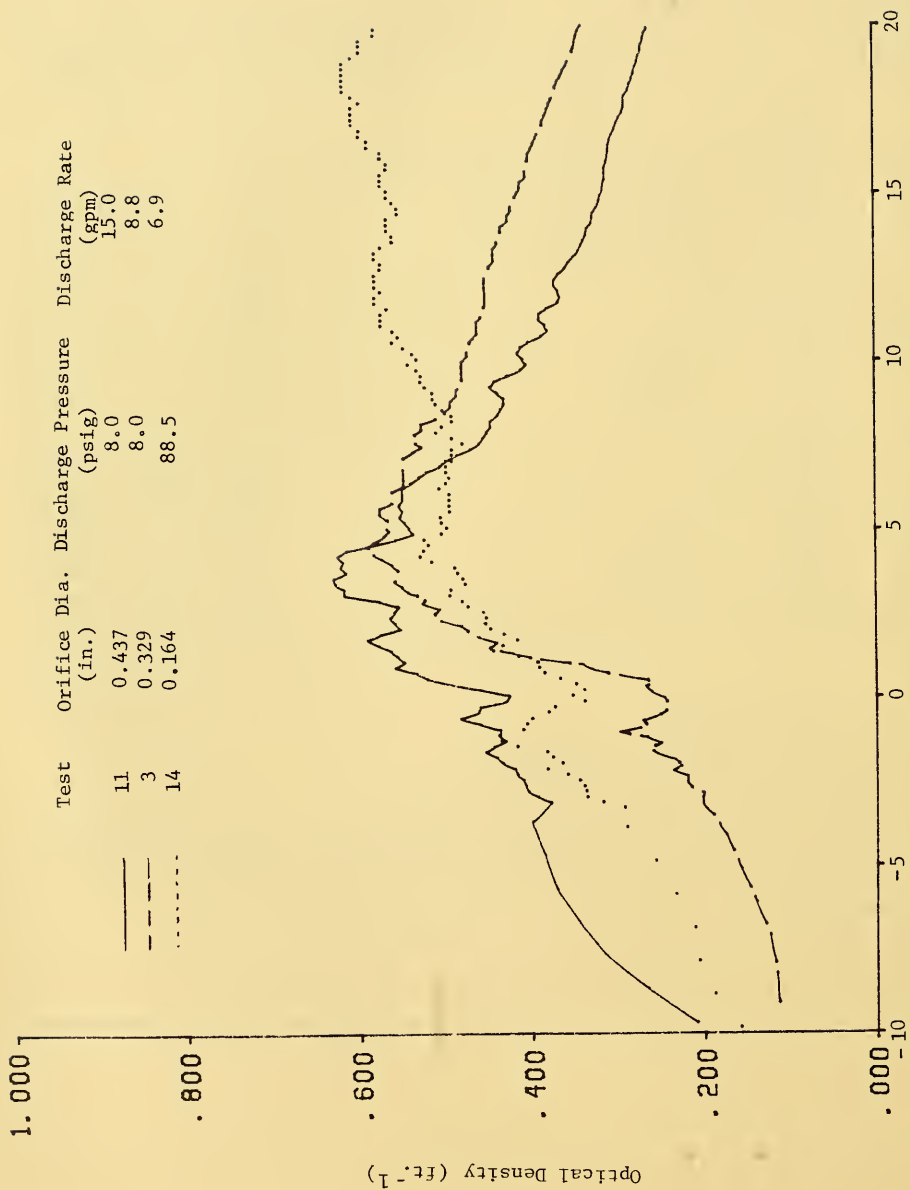 Test Orifice Dia. Discharge Pressure Discharge Rate
(in.) (psig) (gpm)
11 0.437 8.0 15.0
3 0.329 8.0 8.8
14 0.164 88.5 6.9
1.000
.800
.600
.400
.200
.000
Optical Density (ft.⁻¹)
-10
-5
0
5
10
15
20